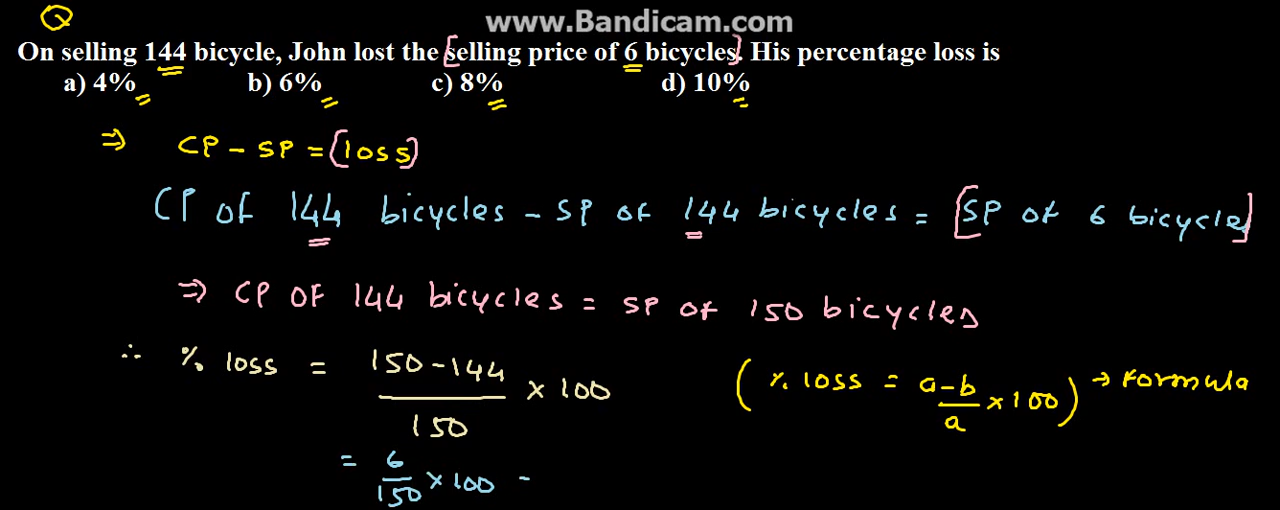 Q
www.Bandicam.com
On selling 144 bicycle, John lost the [selling price of 6 bicycles]. His percentage loss is
a) 4% b) 6% c) 8% d) 10%
⇒ CP - SP = [loss]
CP of 144 bicycles - SP of 144 bicycles = [SP of 6 bicycle]
⇒ CP OF 144 bicycles = SP of 150 bicycles
∴ % loss = 150-144 / 150 × 100 (% loss = a-b / a × 100) → Formula
= 6 / 150 × 100 =